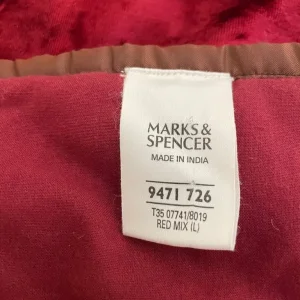 MARKS &
SPENCER
MADE IN INDIA
9471 726
T35 07741/8019
RED MIX (L)